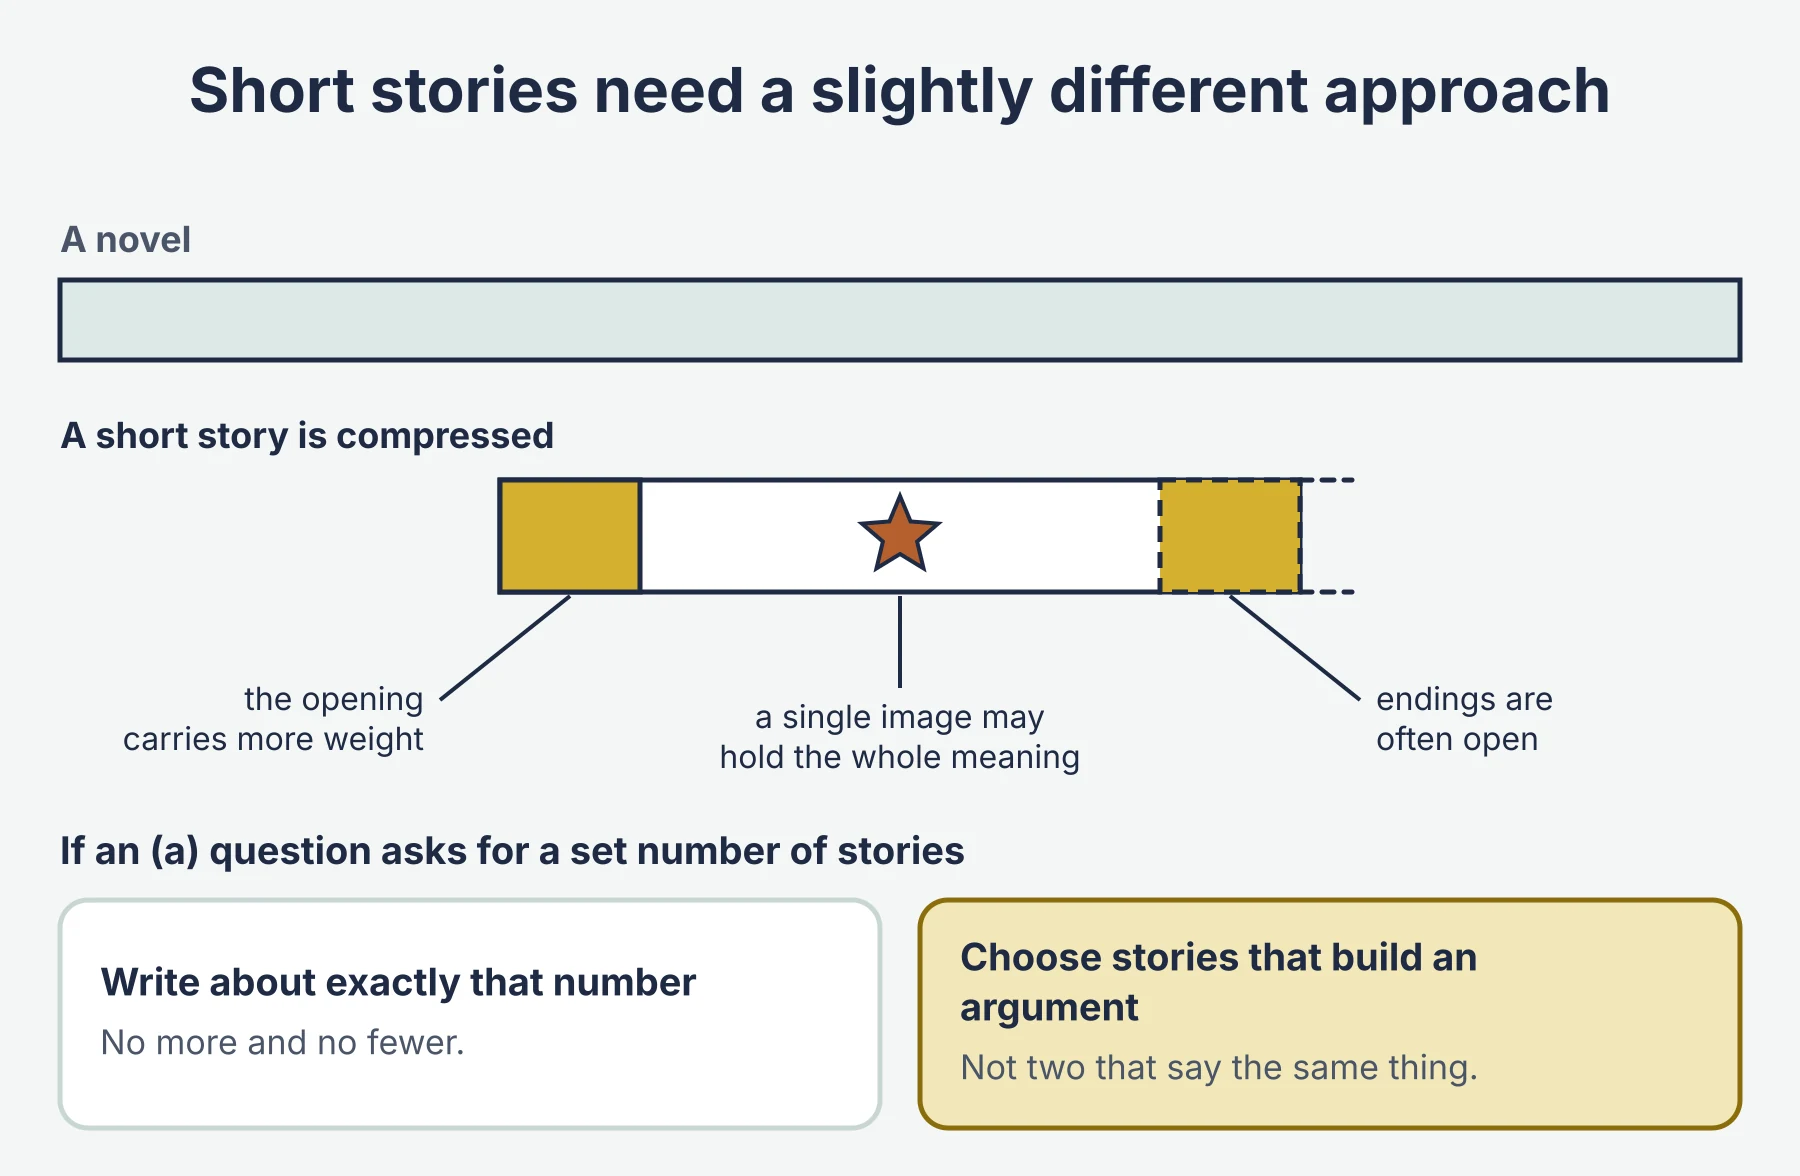 Short stories need a slightly different approach
A novel
A short story is compressed
the opening
carries more weight
a single image may
hold the whole meaning
endings are
often open
If an (a) question asks for a set number of stories
Write about exactly that number
No more and no fewer.
Choose stories that build an
argument
Not two that say the same thing.